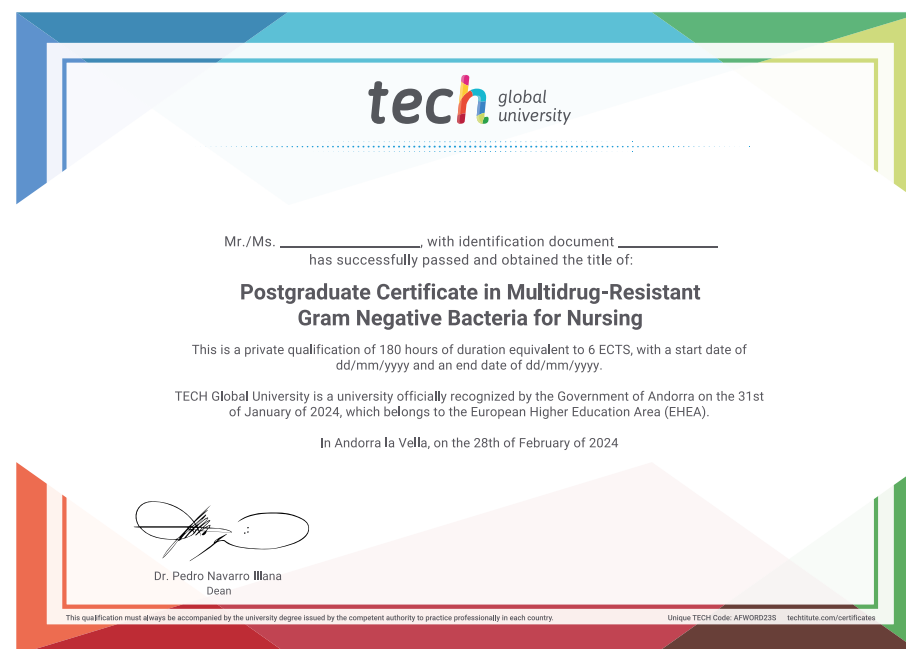 tech global university
Mr./Ms. ____________________, with identification document ______________
has successfully passed and obtained the title of:
Postgraduate Certificate in Multidrug-Resistant
Gram Negative Bacteria for Nursing
This is a private qualification of 180 hours of duration equivalent to 6 ECTS, with a start date of
dd/mm/yyyy and an end date of dd/mm/yyyy.
TECH Global University is a university officially recognized by the Government of Andorra on the 31st
of January of 2024, which belongs to the European Higher Education Area (EHEA).
In Andorra la Vella, on the 28th of February of 2024
Dr. Pedro Navarro Illana
Dean
This qualification must always be accompanied by the university degree issued by the competent authority to practice professionally in each country.
Unique TECH Code: AFWORD23S techtitute.com/certificates